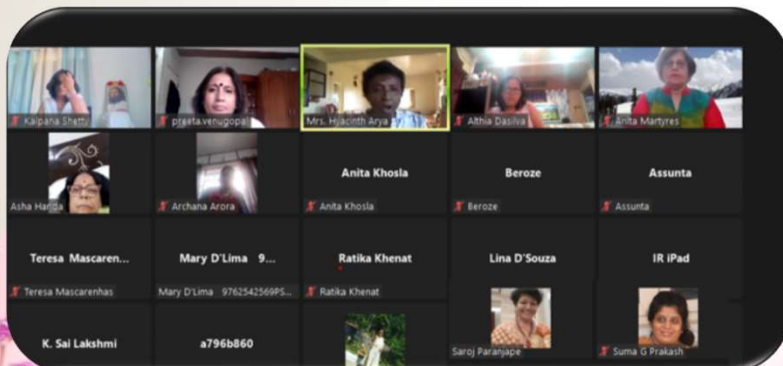 Kalpana Shetty
preeta.venugopal
Mrs. Hyacinth Arya
Althia Dasilva
Anita Martyres
Asha Handa
Archana Arora
Anita Khosla
Anita Khosla
Beroze
Beroze
Assunta
Assunta
Teresa Mascaren...
Teresa Mascarenhas
Mary D'Lima 9...
Mary D'Lima 9762542569PS...
Ratika Khenat
Ratika Khenat
Lina D'Souza
IR iPad
K. Sai Lakshmi
a796b860
Saroj Paranjape
Suma G Prakash